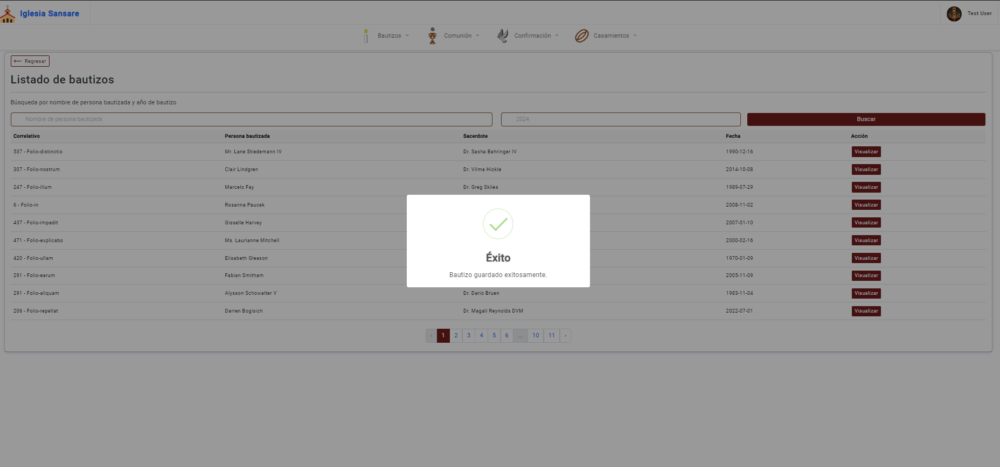 Iglesia Sansare
Test User
Bautizos Comunión Confirmación Casamientos
Regresar
Listado de bautizos
Búsqueda por nombre de persona bautizada y año de bautizo
Nombre de persona bautizada 2024 Buscar
Correlativo Persona bautizada Sacerdote Fecha Acción
537 - Folio-distinctio Mr. Lane Stiedemann IV Dr. Sasha Bahringer IV 1990-12-16 Visualizar
307 - Folio-nostrum Clair Lindgren Dr. Vilma Hickle 2014-10-08 Visualizar
247 - Folio-illum Marcelo Fay Dr. Greg Skiles 1989-07-29 Visualizar
6 - Folio-in Rosanna Paucek 2008-11-02 Visualizar
437 - Folio-impedit Gisselle Harvey 2007-01-10 Visualizar
471 - Folio-explicabo Ms. Laurianne Mitchell 2000-02-16 Visualizar
420 - Folio-ullam Elisabeth Gleason 1970-01-09 Visualizar
291 - Folio-earum Fabian Smitham 2005-11-09 Visualizar
291 - Folio-aliquam Alysson Schowalter V Dr. Dario Bruen 1983-11-04 Visualizar
206 - Folio-repellat Darren Bogisich Dr. Magali Reynolds DVM 2022-07-01 Visualizar
Éxito
Bautizo guardado exitosamente.
‹ 1 2 3 4 5 6 ... 10 11 ›